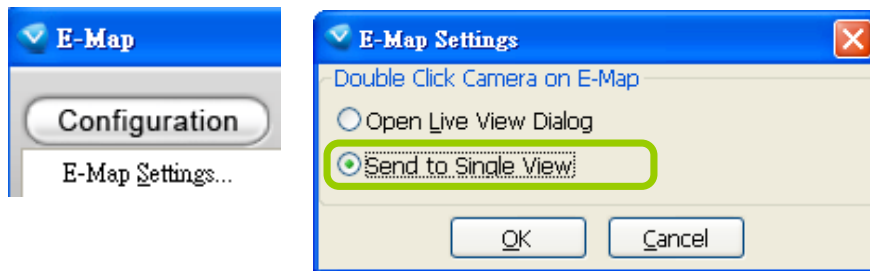 E-Map
Configuration
E-Map Settings...
E-Map Settings
Double Click Camera on E-Map
Open Live View Dialog
Send to Single View
OK
Cancel